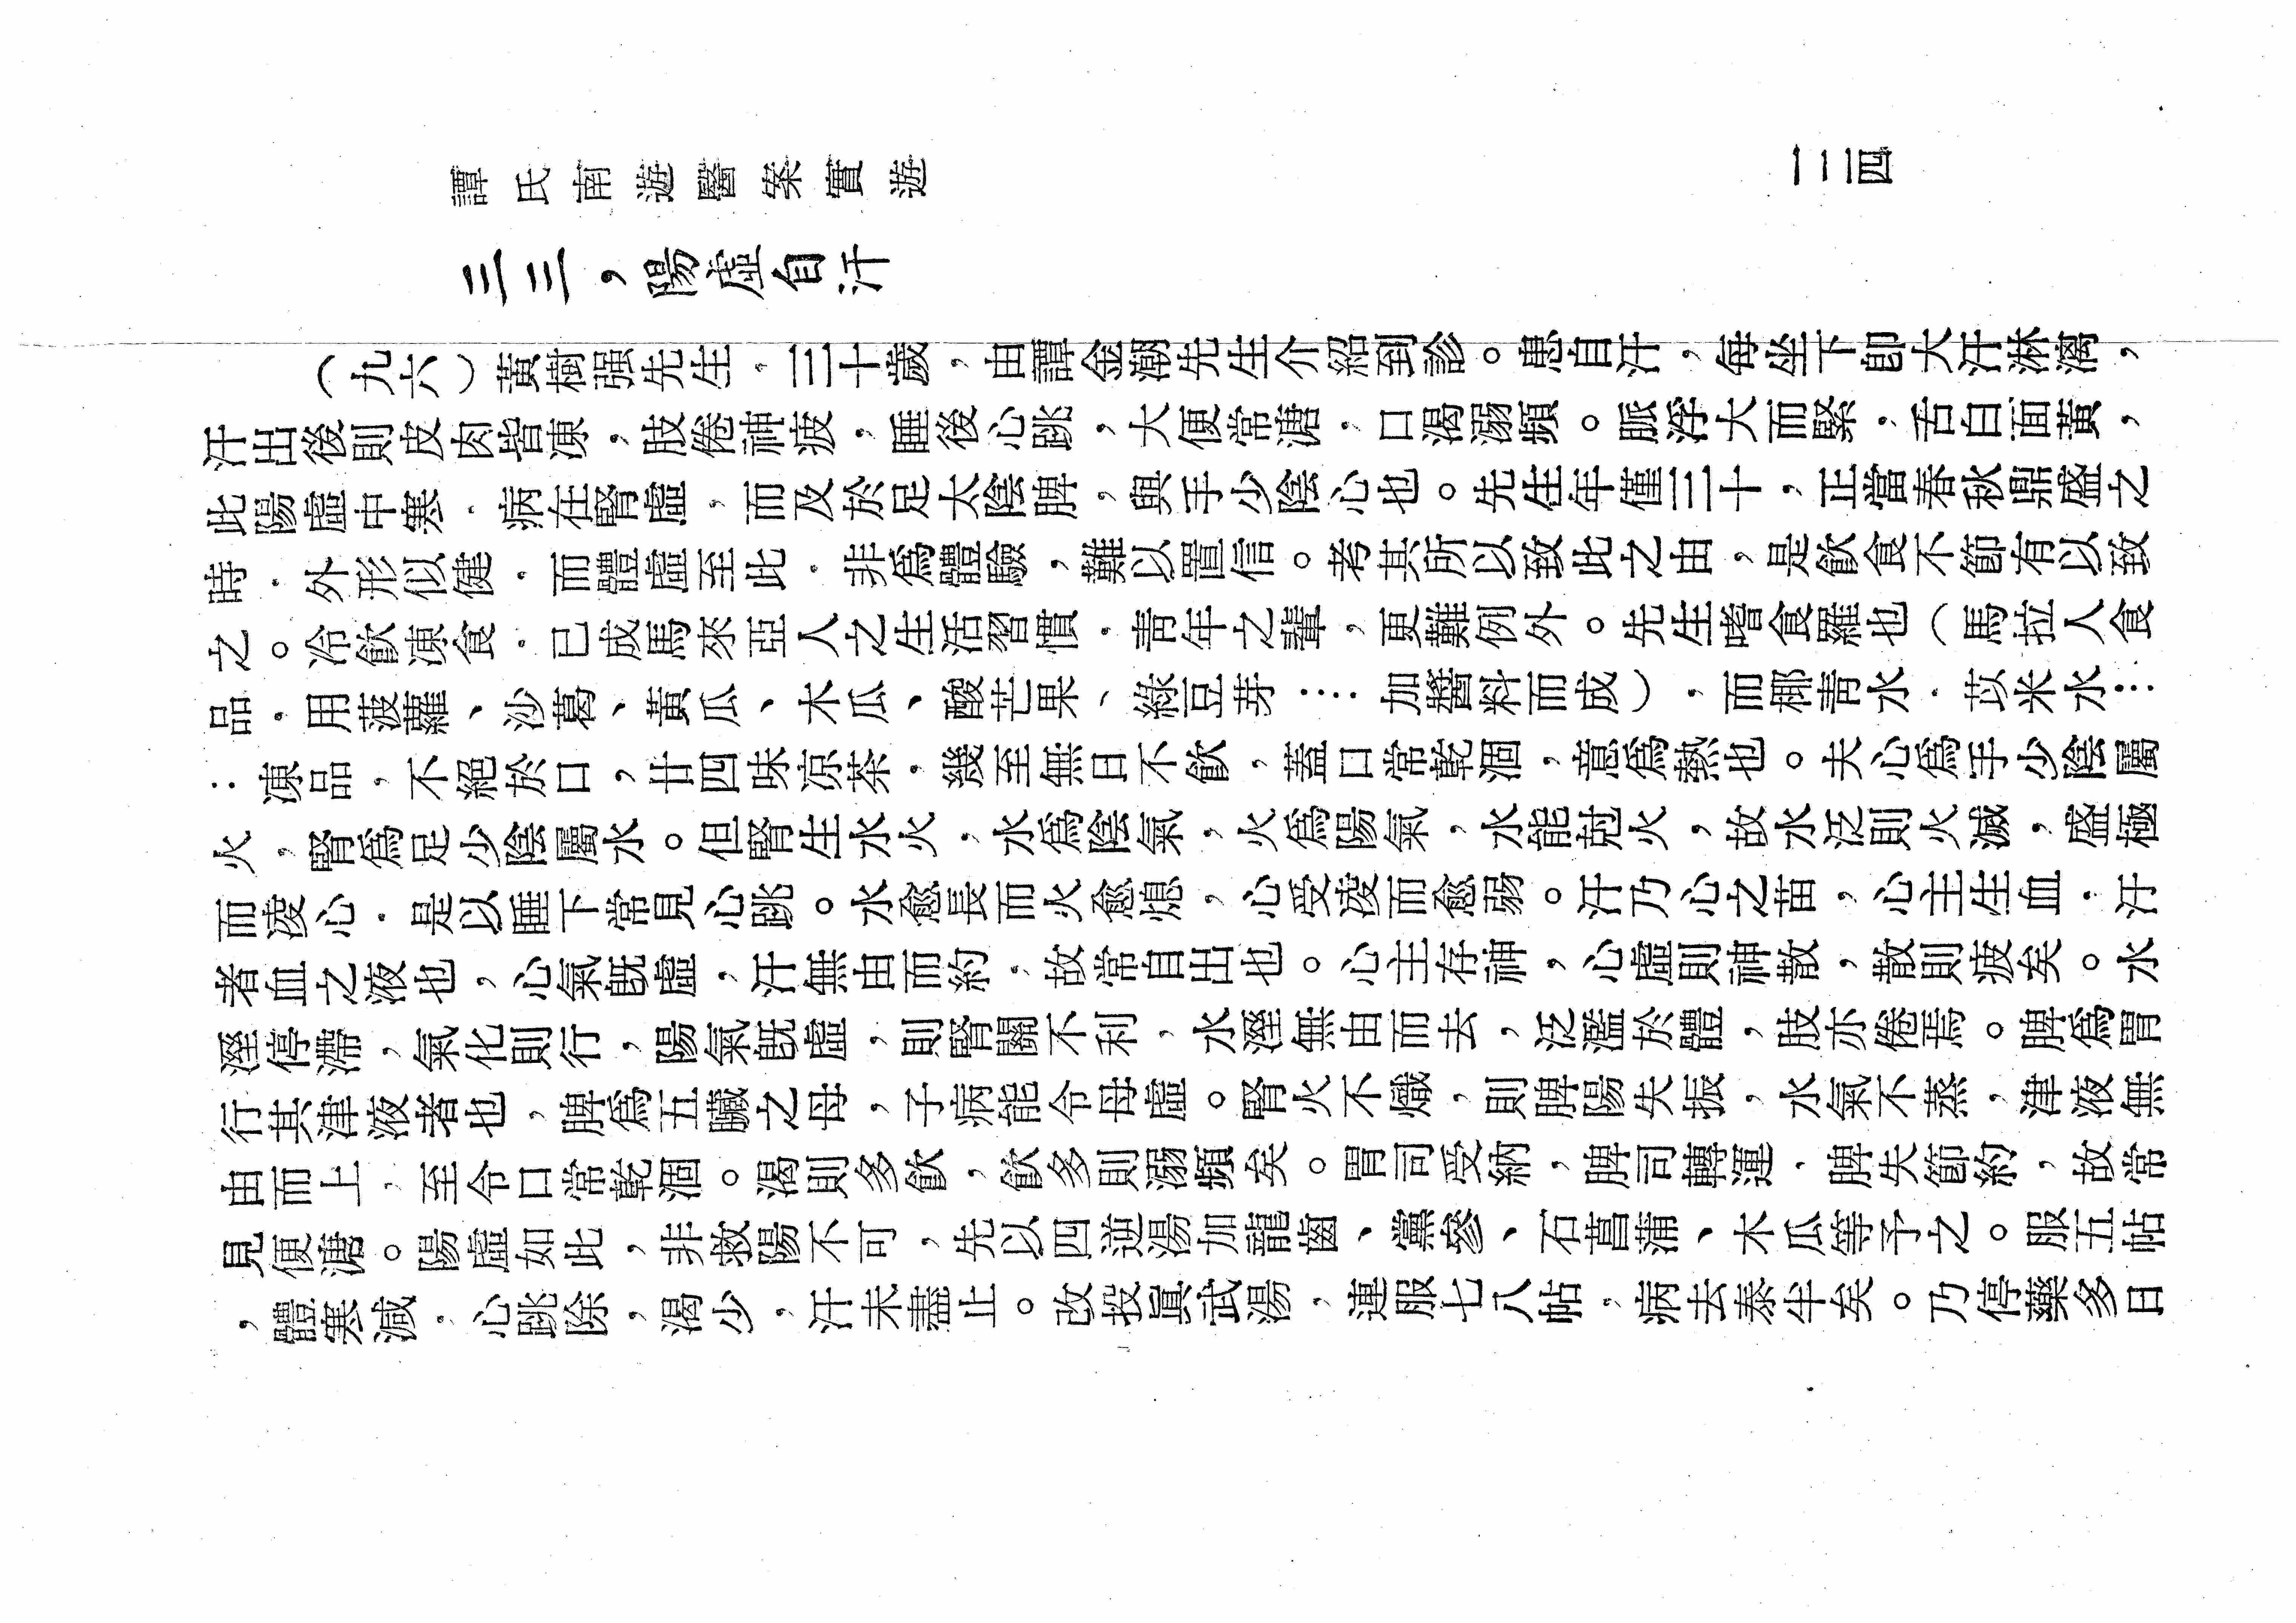 譚氏南遊醫案實遊
一二四
三三，陽虛自汗
（九六）黃樹强先生．三十歲，由譚金潮先生介紹到診。患自汗，每坐下卽大汗淋漓，
汗出後則皮肉皆凍，肢倦神疲，睡後心跳，大便常溏，口渴溺頻。脈浮大而緊，舌白面黃，
此陽虛中寒．病在腎虛，而及於足太陰脾，與手少陰心也。先生年僅三十，正當春秋鼎盛之
時．外形似健．而體虛至此．非爲體驗，難以置信。考其所以致此之由，是飮食不節有以致
之。冷飮凍食．已成馬來亞人之生活習慣．靑年之輩，更難例外。先生嗜食羅也（馬拉人食
品，用菠蘿、沙葛、黃瓜、木瓜、酸芒果、綠豆芽…加醬料而成），而椰靑水．苡米水…
…凍品，不絕於口，廿四味凉茶，幾至無日不飮，蓋口常乾涸，意爲熱也。夫心爲手少陰屬
火，腎爲足少陰屬水。但腎生水火，水爲陰氣，火爲陽氣，水能尅火，故水泛則火滅，盛極
而凌心．是以睡下常見心跳。水愈長而火愈熄，心受凌而愈弱。汗乃心之苗，心主生血．汗
者血之液也，心氣旣虛，汗無由而約，故常自出也。心主存神，心虛則神散，散則疲矣。水
溼停滯，氣化則行，陽氣旣虛，則腎關不利，水溼無由而去，泛濫於體，肢亦倦焉。脾爲胃
行其津液者也，脾爲五臟之母，子病能令母虛。腎火不熾，則脾陽失振，水氣不蒸，津液無
由而上，至令口常乾涸。渴則多飮，飮多則溺頻矣。胃司受納，脾司轉運．脾失節約，故常
見便溏。陽虛如此，非救陽不可，先以四逆湯加龍齒、黨參、石菖蒲、木瓜等予之。服五帖
，體寒減．心跳除，渴少，汗未盡止。改投眞武湯，連服七八帖，病去泰半矣。乃停藥多日